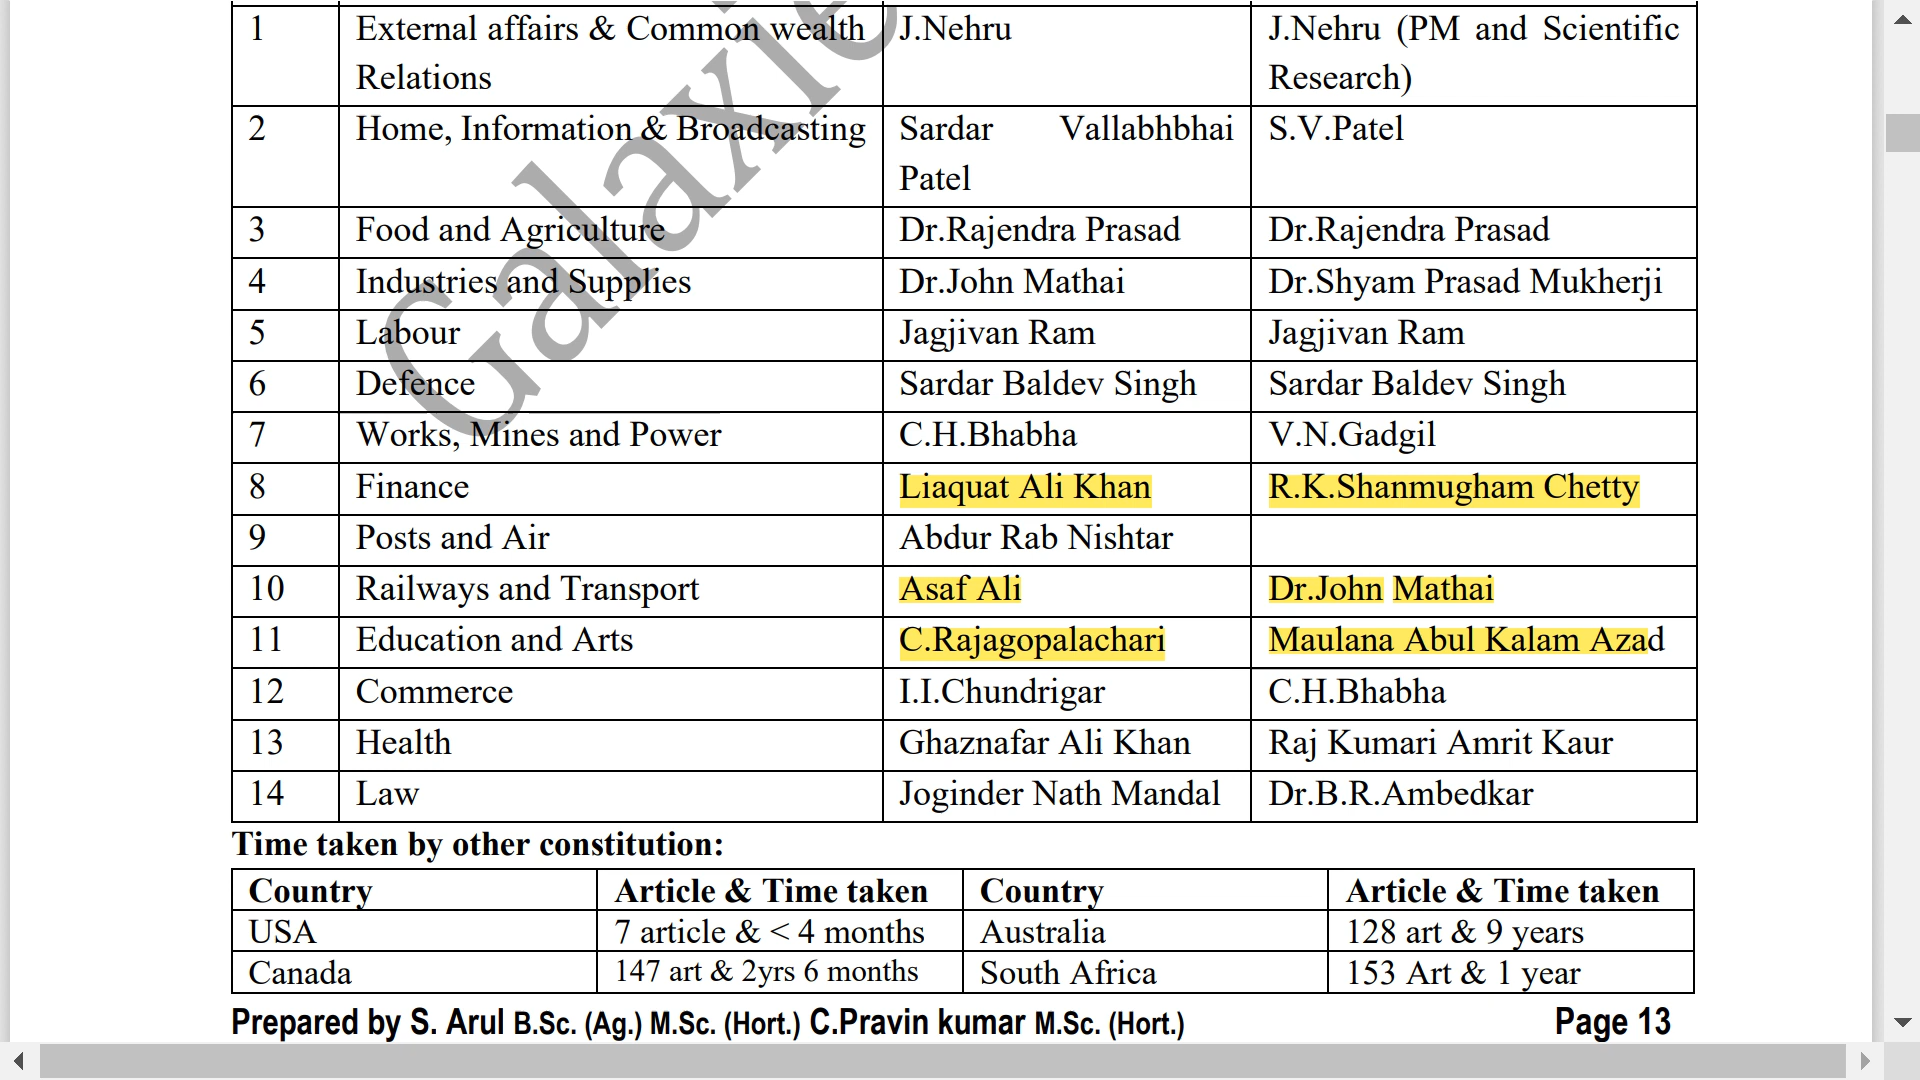 1 External affairs & Common wealth J.Nehru J.Nehru (PM and Scientific
Relations Research)
2 Home, Information & Broadcasting Sardar Vallabhbhai S.V.Patel
Patel
3 Food and Agriculture Dr.Rajendra Prasad Dr.Rajendra Prasad
4 Industries and Supplies Dr.John Mathai Dr.Shyam Prasad Mukherji
5 Labour Jagjivan Ram Jagjivan Ram
6 Defence Sardar Baldev Singh Sardar Baldev Singh
7 Works, Mines and Power C.H.Bhabha V.N.Gadgil
8 Finance Liaquat Ali Khan R.K.Shanmugham Chetty
9 Posts and Air Abdur Rab Nishtar
10 Railways and Transport Asaf Ali Dr.John Mathai
11 Education and Arts C.Rajagopalachari Maulana Abul Kalam Azad
12 Commerce I.I.Chundrigar C.H.Bhabha
13 Health Ghaznafar Ali Khan Raj Kumari Amrit Kaur
14 Law Joginder Nath Mandal Dr.B.R.Ambedkar
Galaxie
Time taken by other constitution:
Country Article & Time taken Country Article & Time taken
USA 7 article & < 4 months Australia 128 art & 9 years
Canada 147 art & 2yrs 6 months South Africa 153 Art & 1 year
Prepared by S. Arul B.Sc. (Ag.) M.Sc. (Hort.) C.Pravin kumar M.Sc. (Hort.) Page 13